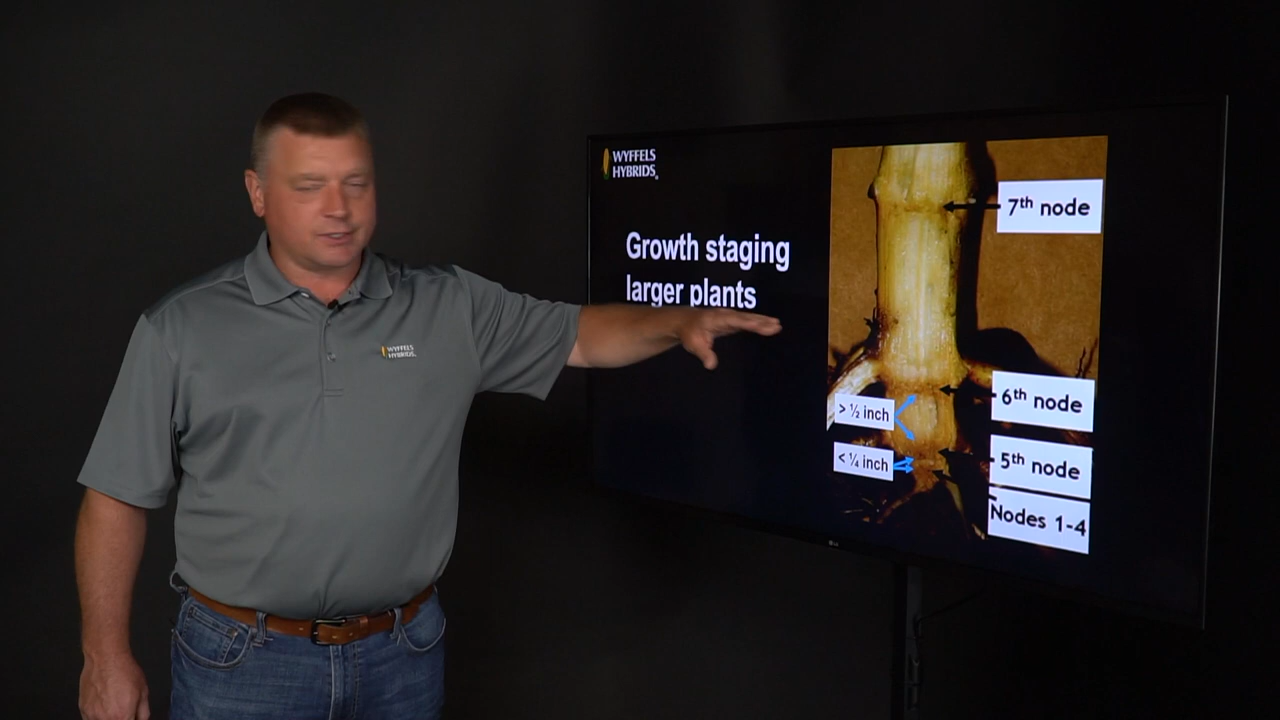 WYFFELS
HYBRIDS
Growth staging
larger plants
7th node
6th node
> ½ inch
5th node
< ¼ inch
Nodes 1-4
WYFFELS
HYBRIDS
LG